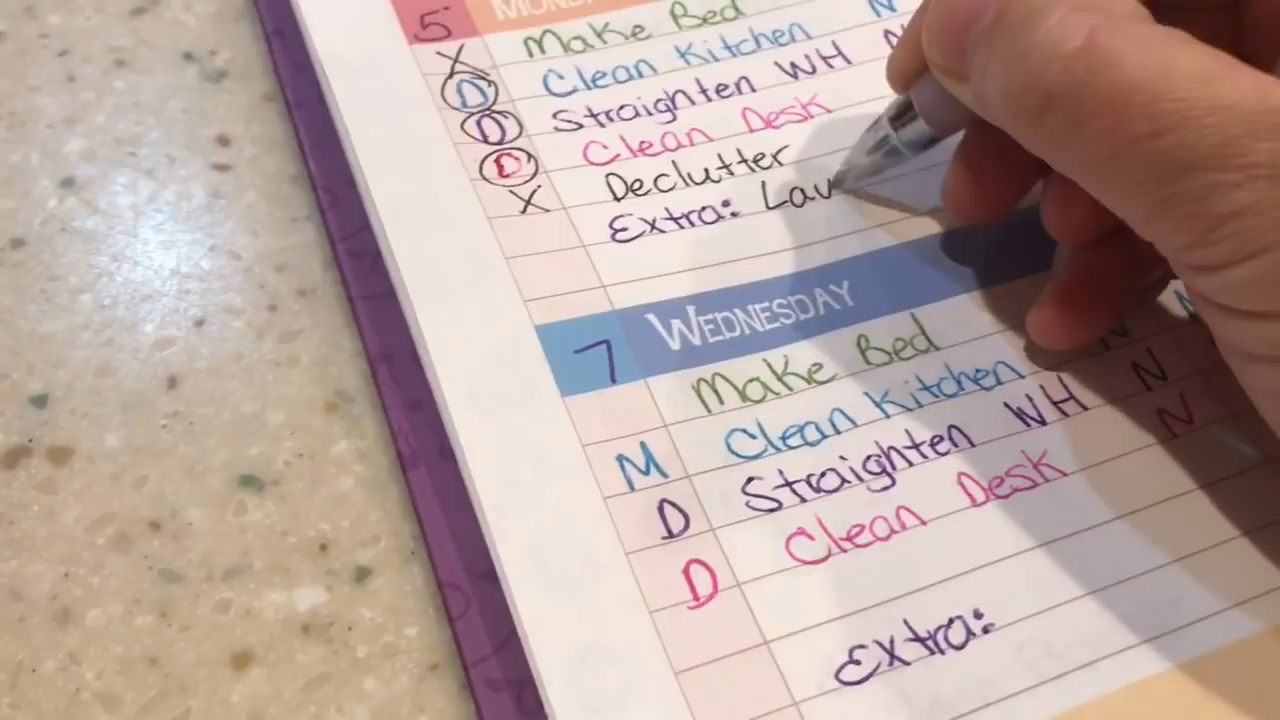 5 MOND
X Make Bed N
D Clean Kitchen N
D Straighten WH
D Clean Desk
X Declutter
Extra: Lau
7 WEDNESDAY
Make Bed N
M Clean Kitchen N
D Straighten WH N
D Clean Desk N
Extra: